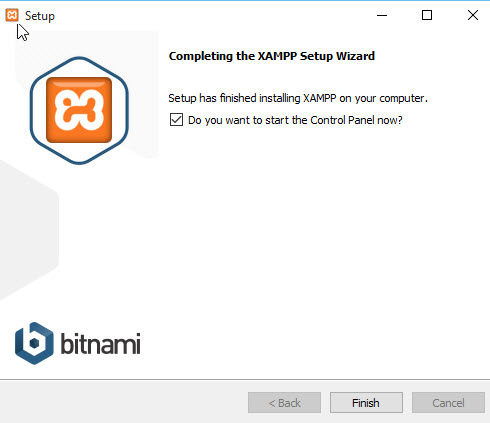 Setup
Completing the XAMPP Setup Wizard
Setup has finished installing XAMPP on your computer.
Do you want to start the Control Panel now?
bitnami
< Back
Finish
Cancel